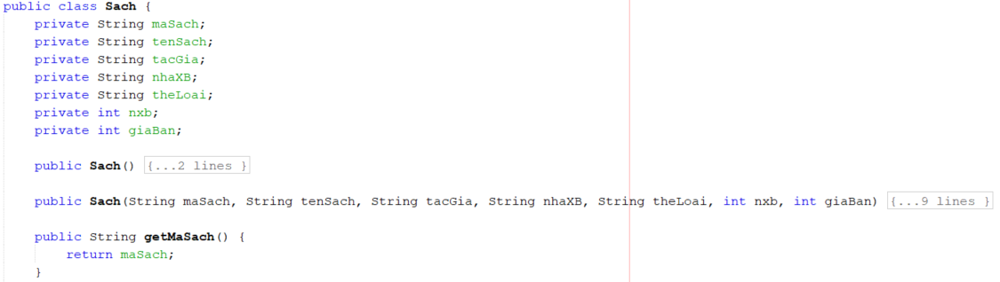 public class Sach {
private String maSach;
private String tenSach;
private String tacGia;
private String nhaXB;
private String theLoai;
private int nxb;
private int giaBan;
public Sach() {...2 lines }
public Sach(String maSach, String tenSach, String tacGia, String nhaXB, String theLoai, int nxb, int giaBan) {...9 lines }
public String getMaSach() {
return maSach;
}